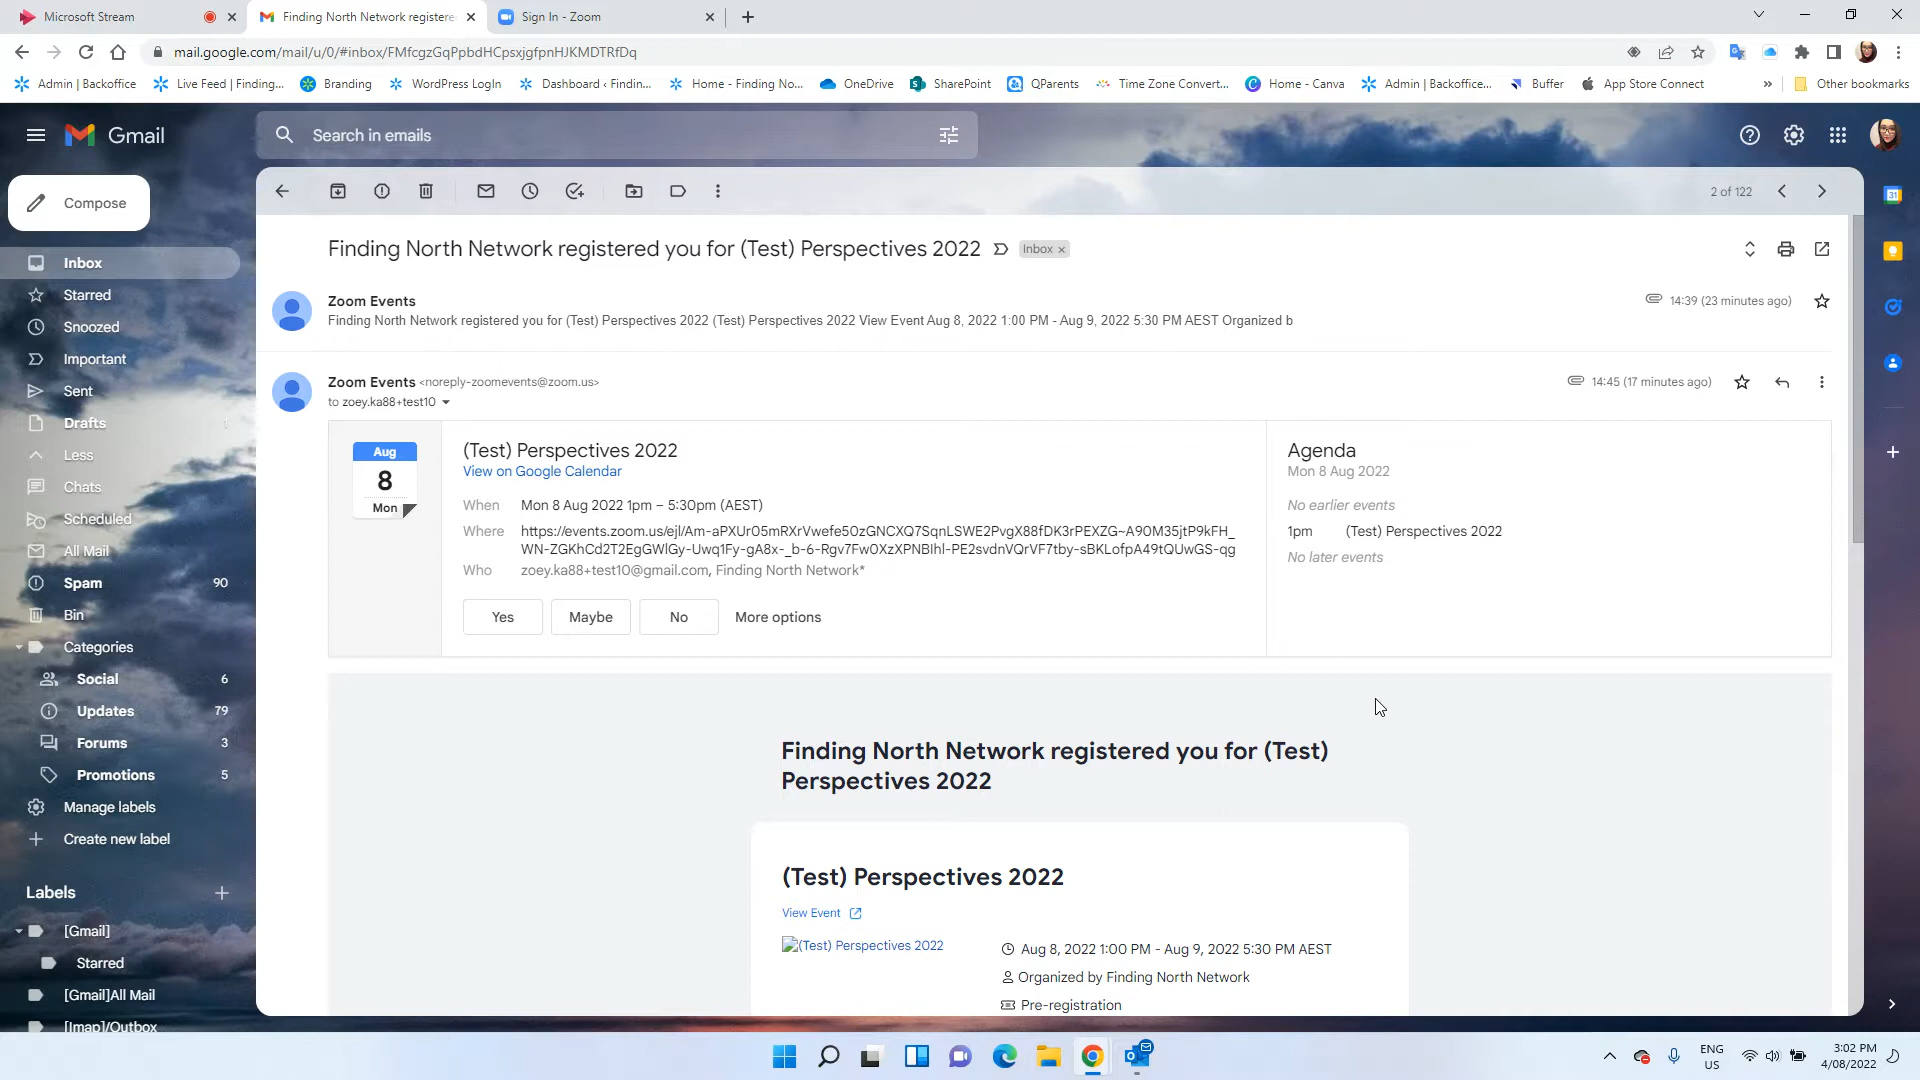 Microsoft Stream
Finding North Network registere
Sign In - Zoom
mail.google.com/mail/u/0/#inbox/FMfcgzGqPpbdHCpsxjgfpnHJKMDTRfDq
Admin | Backoffice
Live Feed | Finding...
Branding
WordPress LogIn
Dashboard ‹ Findin...
Home - Finding No...
OneDrive
SharePoint
QParents
Time Zone Convert...
Home - Canva
Admin | Backoffice...
Buffer
App Store Connect
Other bookmarks
Gmail
Search in emails
Compose
2 of 122
Inbox
Starred
Snoozed
Important
Sent
Drafts 1
Less
Chats
Scheduled
All Mail
Spam 90
Bin
Categories
Social 6
Updates 79
Forums 3
Promotions 5
Manage labels
Create new label
Labels
[Gmail]
Starred
[Gmail]All Mail
[Imap]/Outbox
Finding North Network registered you for (Test) Perspectives 2022
Inbox ×
Zoom Events
14:39 (23 minutes ago)
Finding North Network registered you for (Test) Perspectives 2022 (Test) Perspectives 2022 View Event Aug 8, 2022 1:00 PM - Aug 9, 2022 5:30 PM AEST Organized b
Zoom Events <noreply-zoomevents@zoom.us>
14:45 (17 minutes ago)
to zoey.ka88+test10
Aug
8
Mon
(Test) Perspectives 2022
View on Google Calendar
When Mon 8 Aug 2022 1pm – 5:30pm (AEST)
Where https://events.zoom.us/ejl/Am-aPXUr05mRXrVwefe5OzGNCXQ7SqnLSWE2PvgX88fDK3rPEXZG~A90M35jtP9kFH_
WN-ZGKhCd2T2EgGWlGy-Uwq1Fy-gA8x-_b-6-Rgv7Fw0XzXPNBIhl-PE2svdnVQrVF7tby-sBKLofpA49tQUwGS-qg
Who zoey.ka88+test10@gmail.com, Finding North Network*
Yes
Maybe
No
More options
Agenda
Mon 8 Aug 2022
No earlier events
1pm (Test) Perspectives 2022
No later events
Finding North Network registered you for (Test)
Perspectives 2022
(Test) Perspectives 2022
View Event
(Test) Perspectives 2022
Aug 8, 2022 1:00 PM - Aug 9, 2022 5:30 PM AEST
Organized by Finding North Network
Pre-registration
ENG
US
3:02 PM
4/08/2022